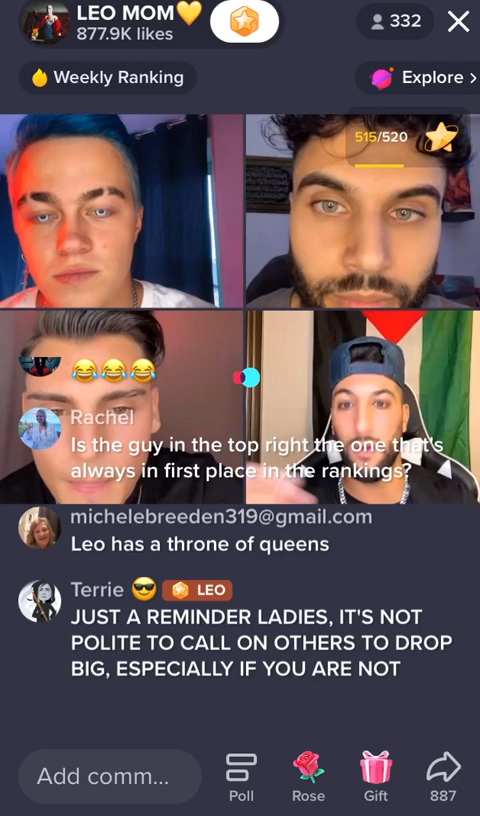 LEO MOM💛
877.9K likes
332
Weekly Ranking
Explore >
515/520
😂😂😂
Rachel
Is the guy in the top right the one that's
always in first place in the rankings?
michelebreeden319@gmail.com
Leo has a throne of queens
Terrie 😎 LEO
JUST A REMINDER LADIES, IT'S NOT
POLITE TO CALL ON OTHERS TO DROP
BIG, ESPECIALLY IF YOU ARE NOT
Add comm...
Poll
Rose
Gift
887